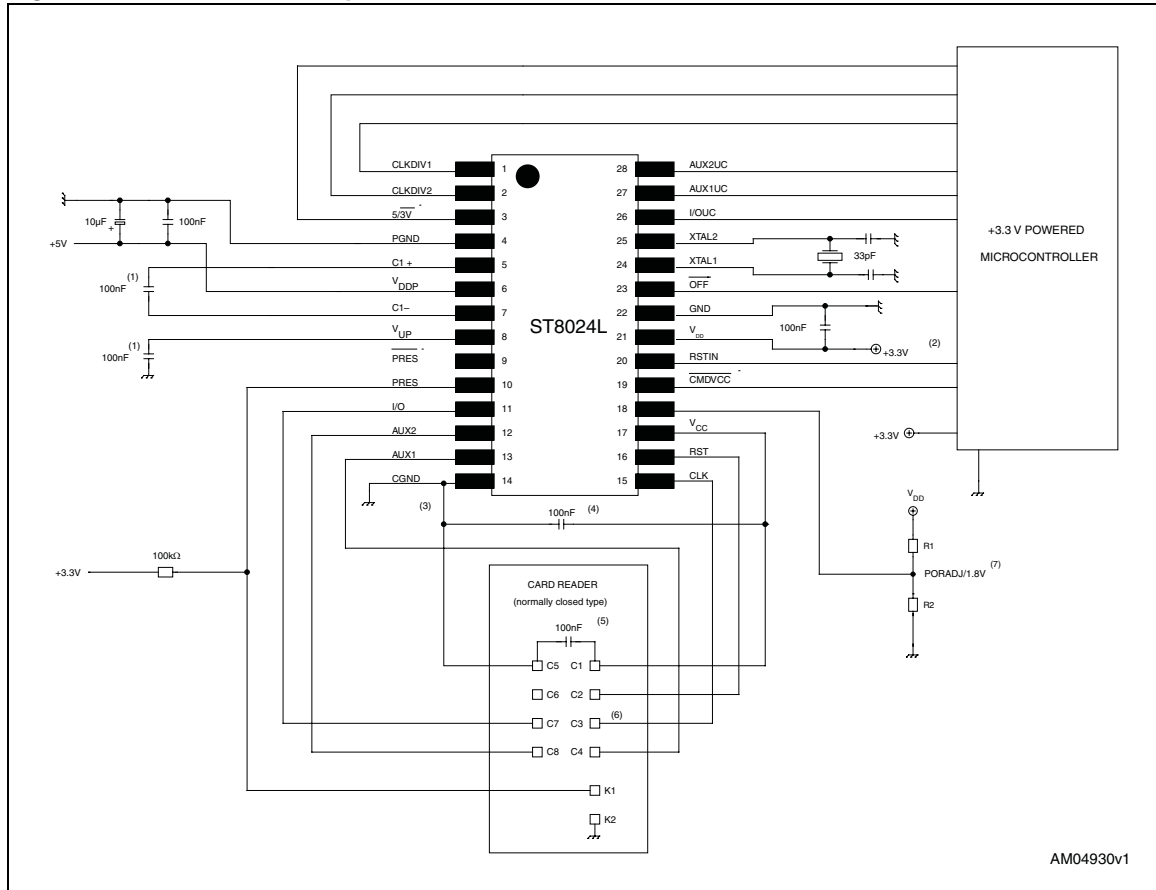 CLKDIV1 1
CLKDIV2 2
5/3V 3
PGND 4
C1 + 5
VDDP 6
C1– 7
VUP 8
PRES 9
PRES 10
I/O 11
AUX2 12
AUX1 13
CGND 14
ST8024L
28 AUX2UC
27 AUX1UC
26 I/OUC
25 XTAL2
24 XTAL1
23 OFF
22 GND
21 VDD
20 RSTIN
19 CMDVCC
18
17 VCC
16 RST
15 CLK
10µF
+
100nF
+5V
(1)
100nF
(1)
100nF
33pF
100nF
+3.3V (2)
+3.3 V POWERED
MICROCONTROLLER
+3.3V
(3)
100nF (4)
VDD
R1
PORADJ/1.8V (7)
R2
+3.3V
100kΩ
CARD READER
(normally closed type)
100nF (5)
C5 C1
C6 C2
C7 C3 (6)
C8 C4
K1
K2
AM04930v1